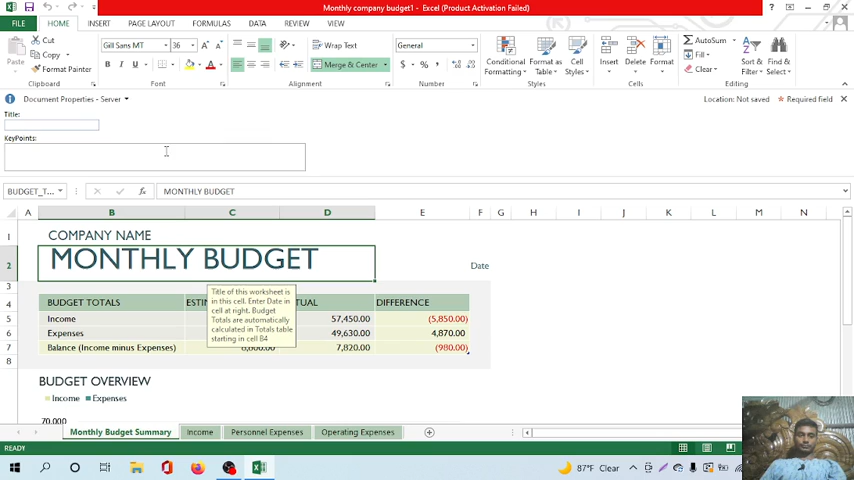 Monthly company budget1 - Excel (Product Activation Failed)
FILE HOME INSERT PAGE LAYOUT FORMULAS DATA REVIEW VIEW
Cut
Copy
Format Painter
Paste
Clipboard
Gill Sans MT 36
B I U
Font
Wrap Text
Merge & Center
Alignment
General
$ % ,
Number
Conditional Formatting
Format as Table
Cell Styles
Styles
Insert Delete Format
Cells
AutoSum
Fill
Clear
Sort & Filter
Find & Select
Editing
Document Properties - Server
Location: Not saved
* Required field
Title:
KeyPoints:
BUDGET_T...
MONTHLY BUDGET
A B C D E F G H I J K L M N
1 COMPANY NAME
2 MONTHLY BUDGET Date
3
4 BUDGET TOTALS ESTI TUAL DIFFERENCE
5 Income 57,450.00 (5,850.00)
6 Expenses 49,630.00 4,870.00
7 Balance (Income minus Expenses) 7,820.00 (980.00)
8
Title of this worksheet is
in this cell. Enter Date in
cell at right. Budget
Totals are automatically
calculated in Totals table
starting in cell B4
BUDGET OVERVIEW
Income Expenses
70,000
Monthly Budget Summary Income Personnel Expenses Operating Expenses
READY
87°F Clear